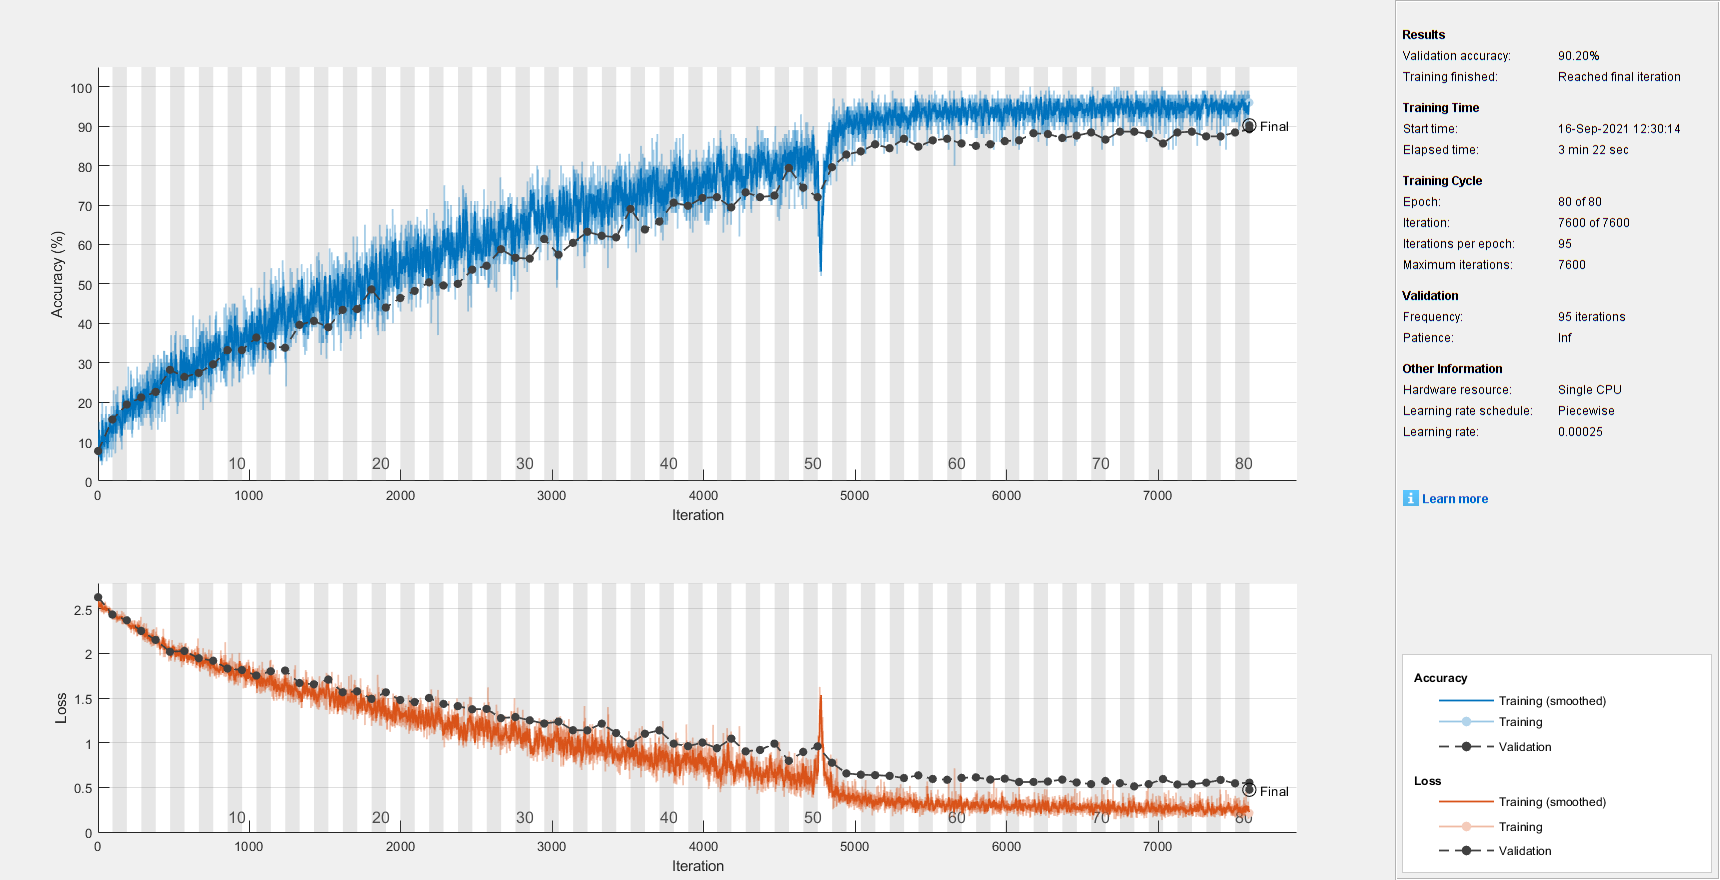 100
90
80
70
60
50
40
30
20
10
0
Accuracy (%)
Final
10 20 30 40 50 60 70 80
0 1000 2000 3000 4000 5000 6000 7000
Iteration
2.5
2
1.5
1
0.5
0
Loss
Final
10 20 30 40 50 60 70 80
0 1000 2000 3000 4000 5000 6000 7000
Iteration
Results
Validation accuracy: 90.20%
Training finished: Reached final iteration
Training Time
Start time: 16-Sep-2021 12:30:14
Elapsed time: 3 min 22 sec
Training Cycle
Epoch: 80 of 80
Iteration: 7600 of 7600
Iterations per epoch: 95
Maximum iterations: 7600
Validation
Frequency: 95 iterations
Patience: Inf
Other Information
Hardware resource: Single CPU
Learning rate schedule: Piecewise
Learning rate: 0.00025
i Learn more
Accuracy
Training (smoothed)
Training
Validation
Loss
Training (smoothed)
Training
Validation